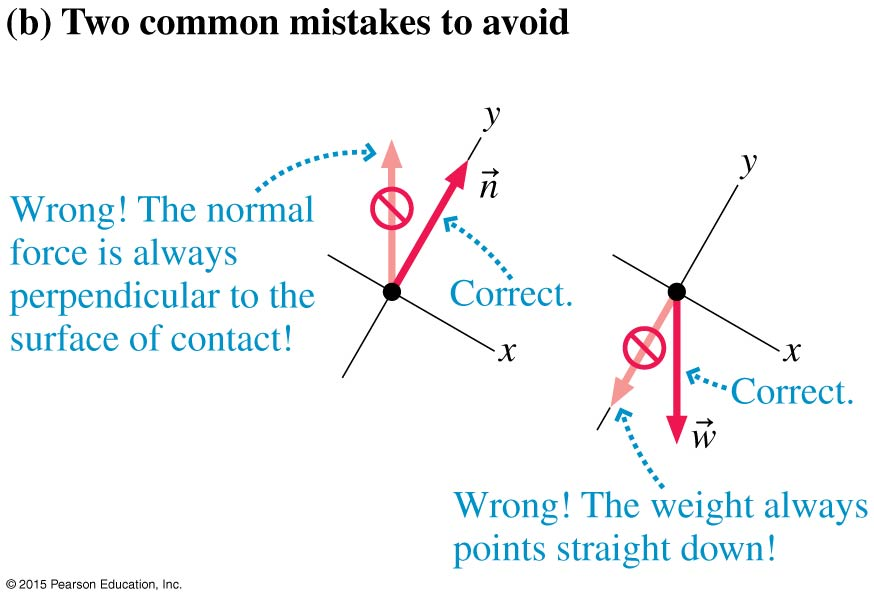 (b) Two common mistakes to avoid
y
n⃗
Wrong! The normal
force is always
perpendicular to the
surface of contact!
Correct.
x
y
x
Correct.
w⃗
Wrong! The weight always
points straight down!
© 2015 Pearson Education, Inc.